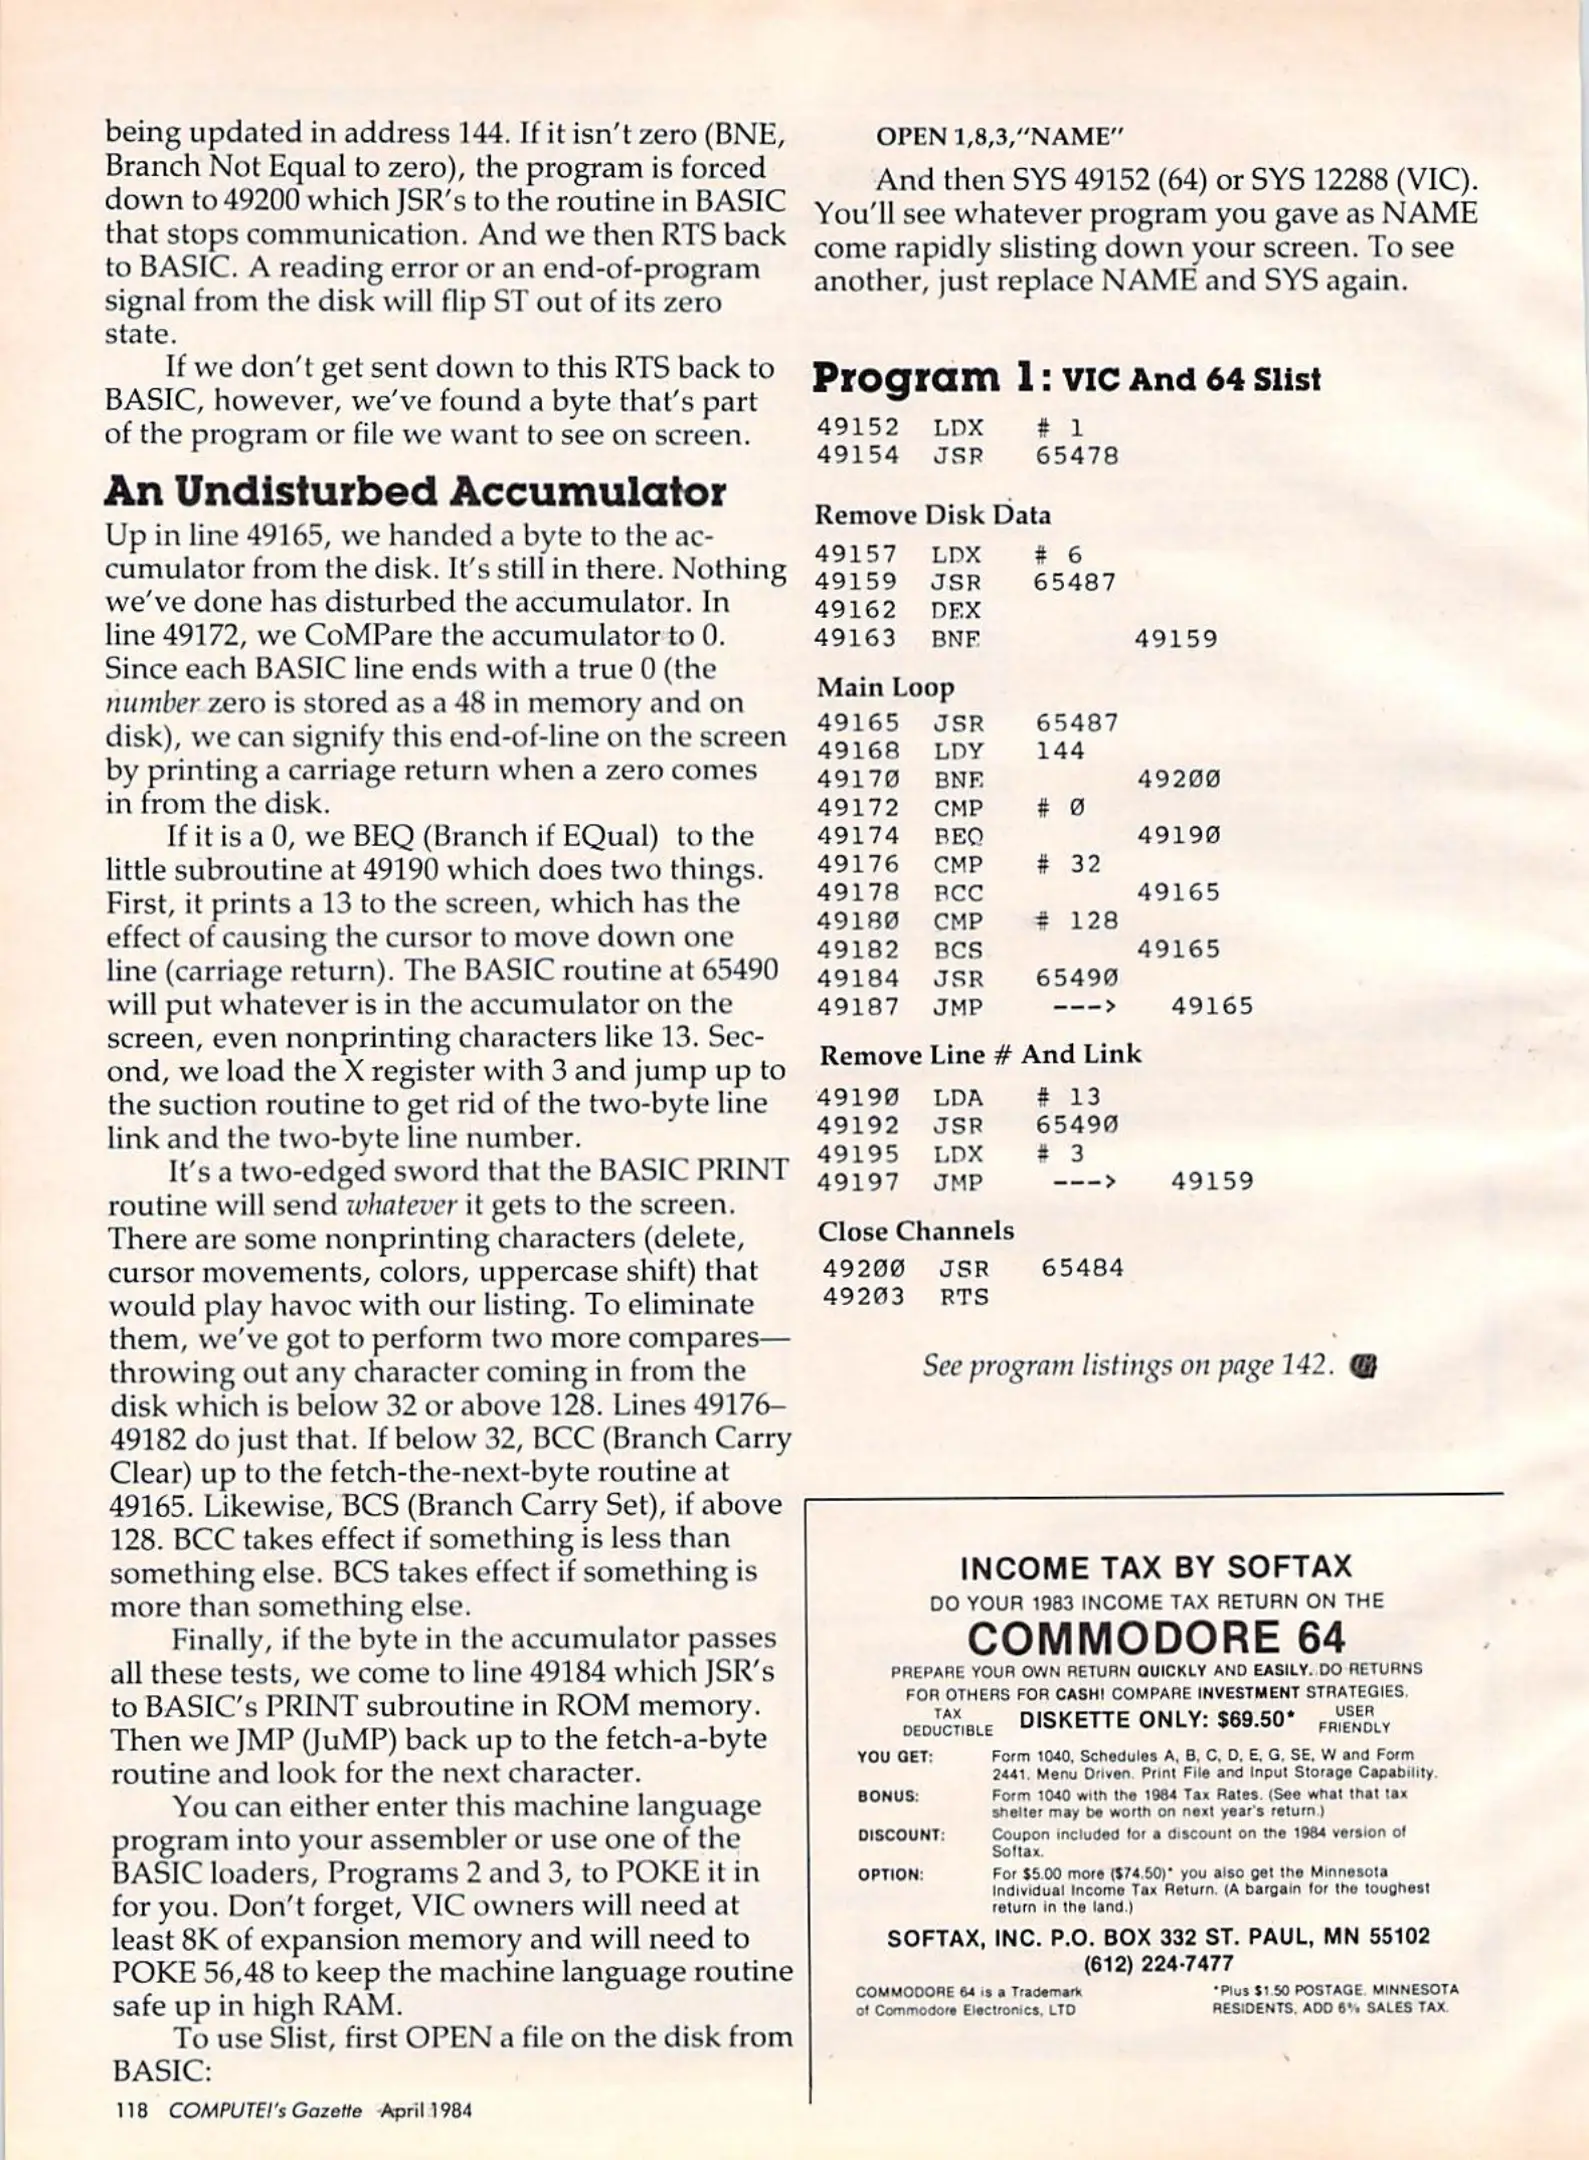 being updated in address 144. If it isn't zero (BNE,
Branch Not Equal to zero), the program is forced
down to 49200 which JSR's to the routine in BASIC
that stops communication. And we then RTS back
to BASIC. A reading error or an end-of-program
signal from the disk will flip ST out of its zero
state.
If we don't get sent down to this RTS back to
BASIC, however, we've found a byte that's part
of the program or file we want to see on screen.
An Undisturbed Accumulator
Up in line 49165, we handed a byte to the ac-
cumulator from the disk. It's still in there. Nothing
we've done has disturbed the accumulator. In
line 49172, we CoMPare the accumulator to 0.
Since each BASIC line ends with a true 0 (the
number zero is stored as a 48 in memory and on
disk), we can signify this end-of-line on the screen
by printing a carriage return when a zero comes
in from the disk.
If it is a 0, we BEQ (Branch if EQual) to the
little subroutine at 49190 which does two things.
First, it prints a 13 to the screen, which has the
effect of causing the cursor to move down one
line (carriage return). The BASIC routine at 65490
will put whatever is in the accumulator on the
screen, even nonprinting characters like 13. Sec-
ond, we load the X register with 3 and jump up to
the suction routine to get rid of the two-byte line
link and the two-byte line number.
It's a two-edged sword that the BASIC PRINT
routine will send whatever it gets to the screen.
There are some nonprinting characters (delete,
cursor movements, colors, uppercase shift) that
would play havoc with our listing. To eliminate
them, we've got to perform two more compares—
throwing out any character coming in from the
disk which is below 32 or above 128. Lines 49176–
49182 do just that. If below 32, BCC (Branch Carry
Clear) up to the fetch-the-next-byte routine at
49165. Likewise, BCS (Branch Carry Set), if above
128. BCC takes effect if something is less than
something else. BCS takes effect if something is
more than something else.
Finally, if the byte in the accumulator passes
all these tests, we come to line 49184 which JSR's
to BASIC's PRINT subroutine in ROM memory.
Then we JMP (JuMP) back up to the fetch-a-byte
routine and look for the next character.
You can either enter this machine language
program into your assembler or use one of the
BASIC loaders, Programs 2 and 3, to POKE it in
for you. Don't forget, VIC owners will need at
least 8K of expansion memory and will need to
POKE 56,48 to keep the machine language routine
safe up in high RAM.
To use Slist, first OPEN a file on the disk from
BASIC:
OPEN 1,8,3,"NAME"
And then SYS 49152 (64) or SYS 12288 (VIC).
You'll see whatever program you gave as NAME
come rapidly slisting down your screen. To see
another, just replace NAME and SYS again.
Program 1: VIC And 64 Slist
49152 LDX # 1
49154 JSR 65478
Remove Disk Data
49157 LDX # 6
49159 JSR 65487
49162 DEX
49163 BNE 49159
Main Loop
49165 JSR 65487
49168 LDY 144
49170 BNE 49200
49172 CMP # 0
49174 BEQ 49190
49176 CMP # 32
49178 BCC 49165
49180 CMP # 128
49182 BCS 49165
49184 JSR 65490
49187 JMP ---> 49165
Remove Line # And Link
49190 LDA # 13
49192 JSR 65490
49195 LDX # 3
49197 JMP ---> 49159
Close Channels
49200 JSR 65484
49203 RTS
See program listings on page 142.
INCOME TAX BY SOFTAX
DO YOUR 1983 INCOME TAX RETURN ON THE
COMMODORE 64
PREPARE YOUR OWN RETURN QUICKLY AND EASILY. DO RETURNS
FOR OTHERS FOR CASH! COMPARE INVESTMENT STRATEGIES.
TAX DEDUCTIBLE DISKETTE ONLY: $69.50* USER FRIENDLY
YOU GET: Form 1040, Schedules A, B, C, D, E, G, SE, W and Form
2441. Menu Driven. Print File and Input Storage Capability.
BONUS: Form 1040 with the 1984 Tax Rates. (See what that tax
shelter may be worth on next year's return.)
DISCOUNT: Coupon included for a discount on the 1984 version of
Softax.
OPTION: For $5.00 more ($74.50)* you also get the Minnesota
Individual Income Tax Return. (A bargain for the toughest
return in the land.)
SOFTAX, INC. P.O. BOX 332 ST. PAUL, MN 55102
(612) 224-7477
COMMODORE 64 is a Trademark
of Commodore Electronics, LTD
*Plus $1.50 POSTAGE. MINNESOTA
RESIDENTS, ADD 6% SALES TAX.
118 COMPUTE!'s Gazette April 1984